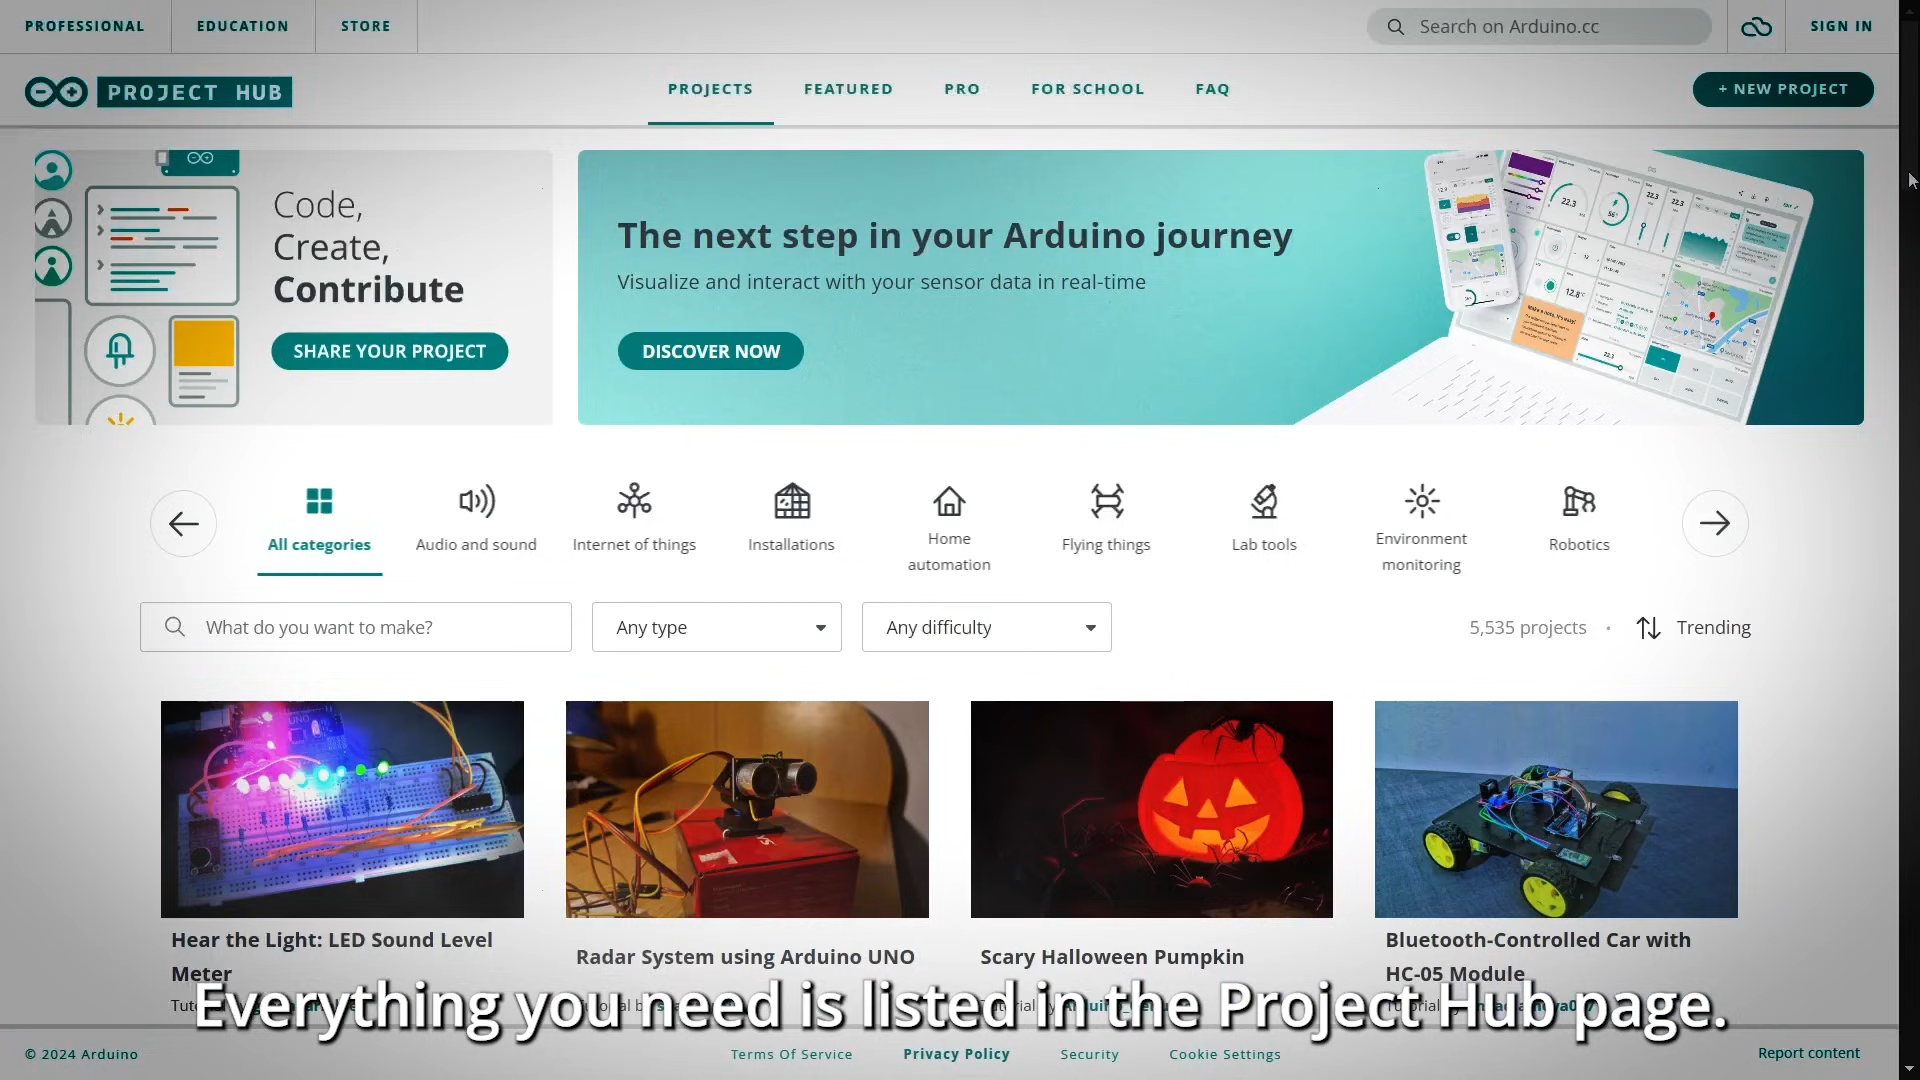 PROFESSIONAL
EDUCATION
STORE
Search on Arduino.cc
SIGN IN
PROJECT HUB
PROJECTS
FEATURED
PRO
FOR SCHOOL
FAQ
+ NEW PROJECT
Code,
Create,
Contribute
SHARE YOUR PROJECT
The next step in your Arduino journey
Visualize and interact with your sensor data in real-time
DISCOVER NOW
All categories
Audio and sound
Internet of things
Installations
Home
automation
Flying things
Lab tools
Environment
monitoring
Robotics
What do you want to make?
Any type
Any difficulty
5,535 projects
Trending
Hear the Light: LED Sound Level
Meter
Radar System using Arduino UNO
Scary Halloween Pumpkin
Bluetooth-Controlled Car with
HC-05 Module
Everything you need is listed in the Project Hub page.
© 2024 Arduino
Terms Of Service
Privacy Policy
Security
Cookie Settings
Report content